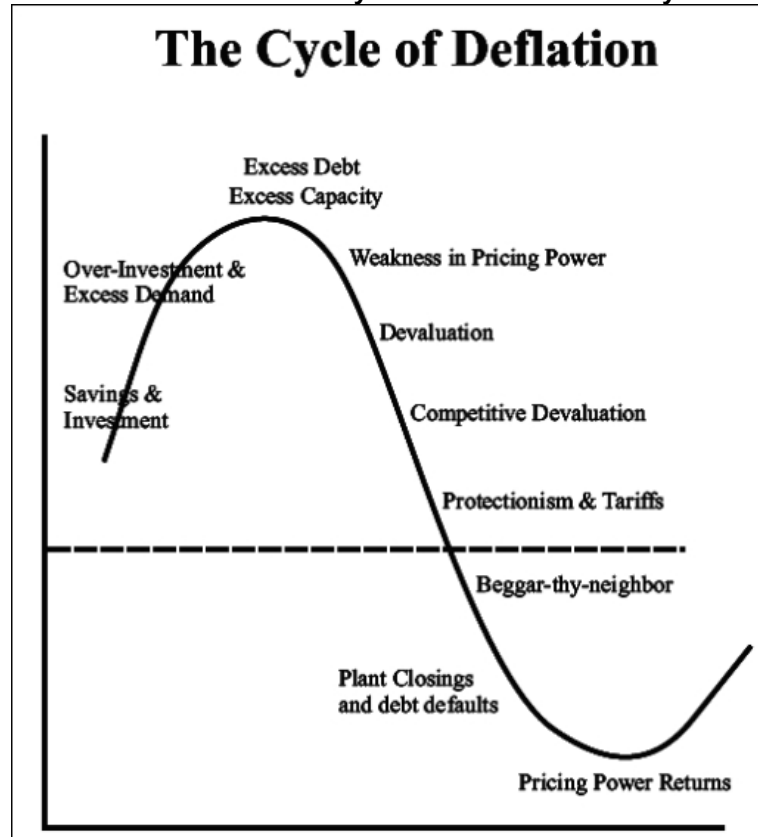 The Cycle of Deflation
Excess Debt
Excess Capacity
Over-Investment &
Excess Demand
Weakness in Pricing Power
Devaluation
Savings &
Investment
Competitive Devaluation
Protectionism & Tariffs
Beggar-thy-neighbor
Plant Closings
and debt defaults
Pricing Power Returns